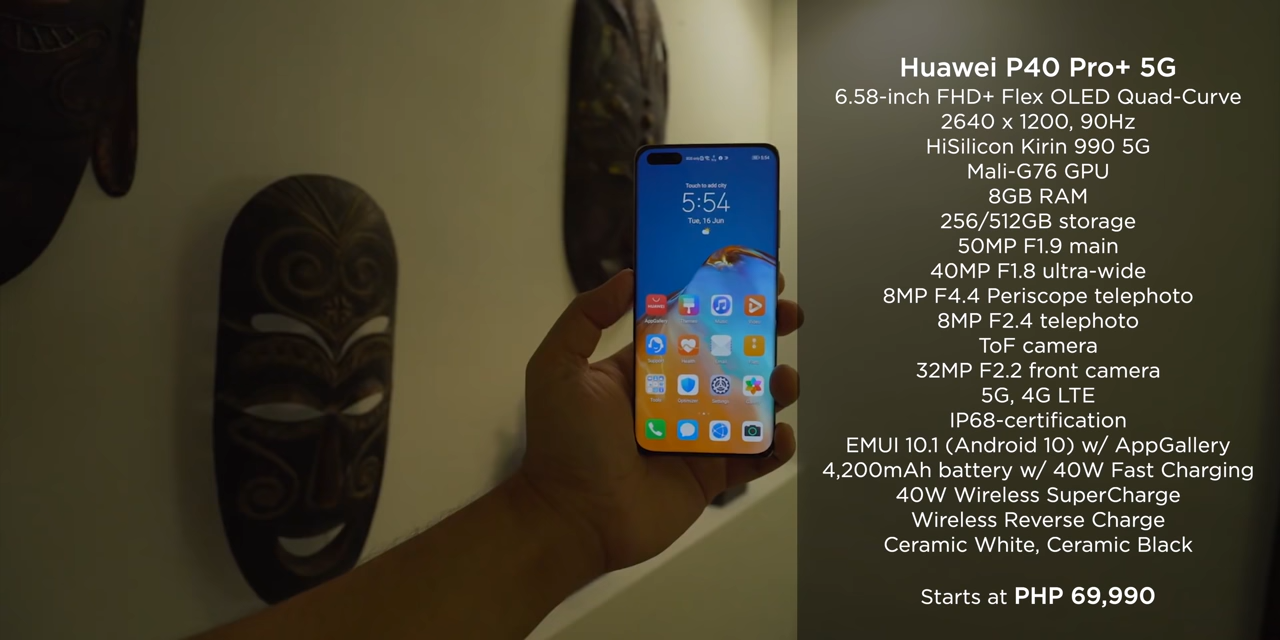 Touch to add city
5:54
Tue, 16 Jun
Huawei P40 Pro+ 5G
6.58-inch FHD+ Flex OLED Quad-Curve
2640 x 1200, 90Hz
HiSilicon Kirin 990 5G
Mali-G76 GPU
8GB RAM
256/512GB storage
50MP F1.9 main
40MP F1.8 ultra-wide
8MP F4.4 Periscope telephoto
8MP F2.4 telephoto
ToF camera
32MP F2.2 front camera
5G, 4G LTE
IP68-certification
EMUI 10.1 (Android 10) w/ AppGallery
4,200mAh battery w/ 40W Fast Charging
40W Wireless SuperCharge
Wireless Reverse Charge
Ceramic White, Ceramic Black
Starts at PHP 69,990